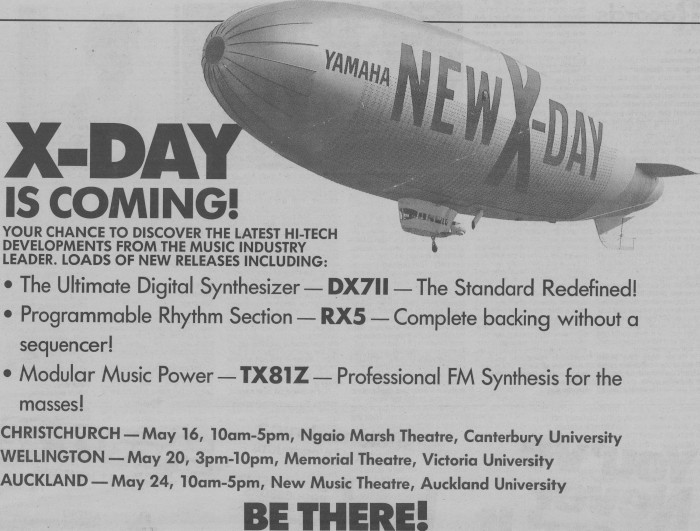 YAMAHA NEW X-DAY
X-DAY
IS COMING!
YOUR CHANCE TO DISCOVER THE LATEST HI-TECH
DEVELOPMENTS FROM THE MUSIC INDUSTRY
LEADER. LOADS OF NEW RELEASES INCLUDING:
• The Ultimate Digital Synthesizer — DX7II — The Standard Redefined!
• Programmable Rhythm Section — RX5 — Complete backing without a
sequencer!
• Modular Music Power — TX81Z — Professional FM Synthesis for the
masses!
CHRISTCHURCH — May 16, 10am-5pm, Ngaio Marsh Theatre, Canterbury University
WELLINGTON — May 20, 3pm-10pm, Memorial Theatre, Victoria University
AUCKLAND — May 24, 10am-5pm, New Music Theatre, Auckland University
BE THERE!